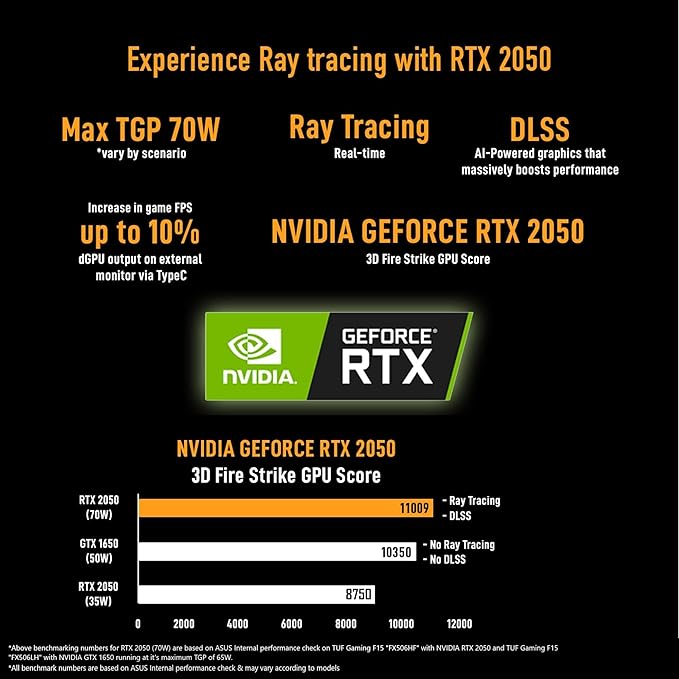 Experience Ray tracing with RTX 2050
Max TGP 70W
*vary by scenario
Ray Tracing
Real-time
DLSS
AI-Powered graphics that
massively boosts performance
Increase in game FPS
up to 10%
dGPU output on external
monitor via TypeC
NVIDIA GEFORCE RTX 2050
3D Fire Strike GPU Score
NVIDIA.
GEFORCE®
RTX
NVIDIA GEFORCE RTX 2050
3D Fire Strike GPU Score
RTX 2050
(70W)
11009
- Ray Tracing
- DLSS
GTX 1650
(50W)
10350
- No Ray Tracing
- No DLSS
RTX 2050
(35W)
8750
0 2000 4000 6000 8000 10000 12000
*Above benchmarking numbers for RTX 2050 (70W) are based on ASUS Internal performance check on TUF Gaming F15 "FX506HF" with NVIDIA RTX 2050 and TUF Gaming F15
"FX506LH" with NVIDIA GTX 1650 running at it's maximum TGP of 65W.
*All benchmark numbers are based on ASUS Internal performance check & may vary according to models